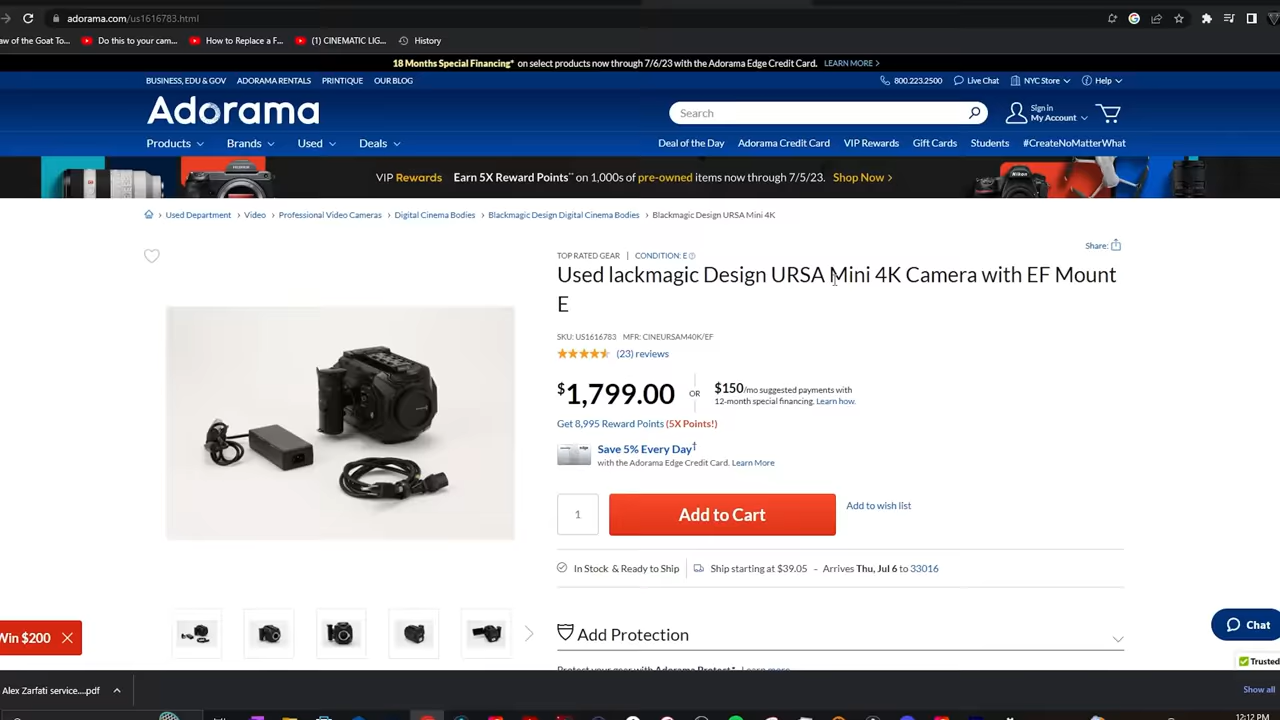 adorama.com/us1616783.html
aw of the Goat To...
Do this to your cam...
How to Replace a F...
(1) CINEMATIC LIG...
History
18 Months Special Financing* on select products now through 7/6/23 with the Adorama Edge Credit Card. LEARN MORE >
BUSINESS, EDU & GOV ADORAMA RENTALS PRINTIQUE OUR BLOG
800.223.2500 Live Chat NYC Store Help
Adorama
Search
Sign in
My Account
Products Brands Used Deals
Deal of the Day Adorama Credit Card VIP Rewards Gift Cards Students #CreateNoMatterWhat
VIP Rewards Earn 5X Reward Points** on 1,000s of pre-owned items now through 7/5/23. Shop Now >
FUJIFILM
Nikon
> Used Department > Video > Professional Video Cameras > Digital Cinema Bodies > Blackmagic Design Digital Cinema Bodies > Blackmagic Design URSA Mini 4K
Share:
TOP RATED GEAR | CONDITION: E
Used lackmagic Design URSA Mini 4K Camera with EF Mount
E
SKU: US1616783 MFR: CINEURSAM40K/EF
(23) reviews
$1,799.00 OR $150/mo suggested payments with
12-month special financing. Learn how.
Get 8,995 Reward Points (5X Points!)
Save 5% Every Day†
with the Adorama Edge Credit Card. Learn More
1
Add to Cart
Add to wish list
In Stock & Ready to Ship
Ship starting at $39.05 – Arrives Thu, Jul 6 to 33016
Win $200
Chat
Add Protection
Protect your gear with Adorama Protect*. Learn more
Trusted
Alex Zarfati service....pdf
Show all
12:12 PM